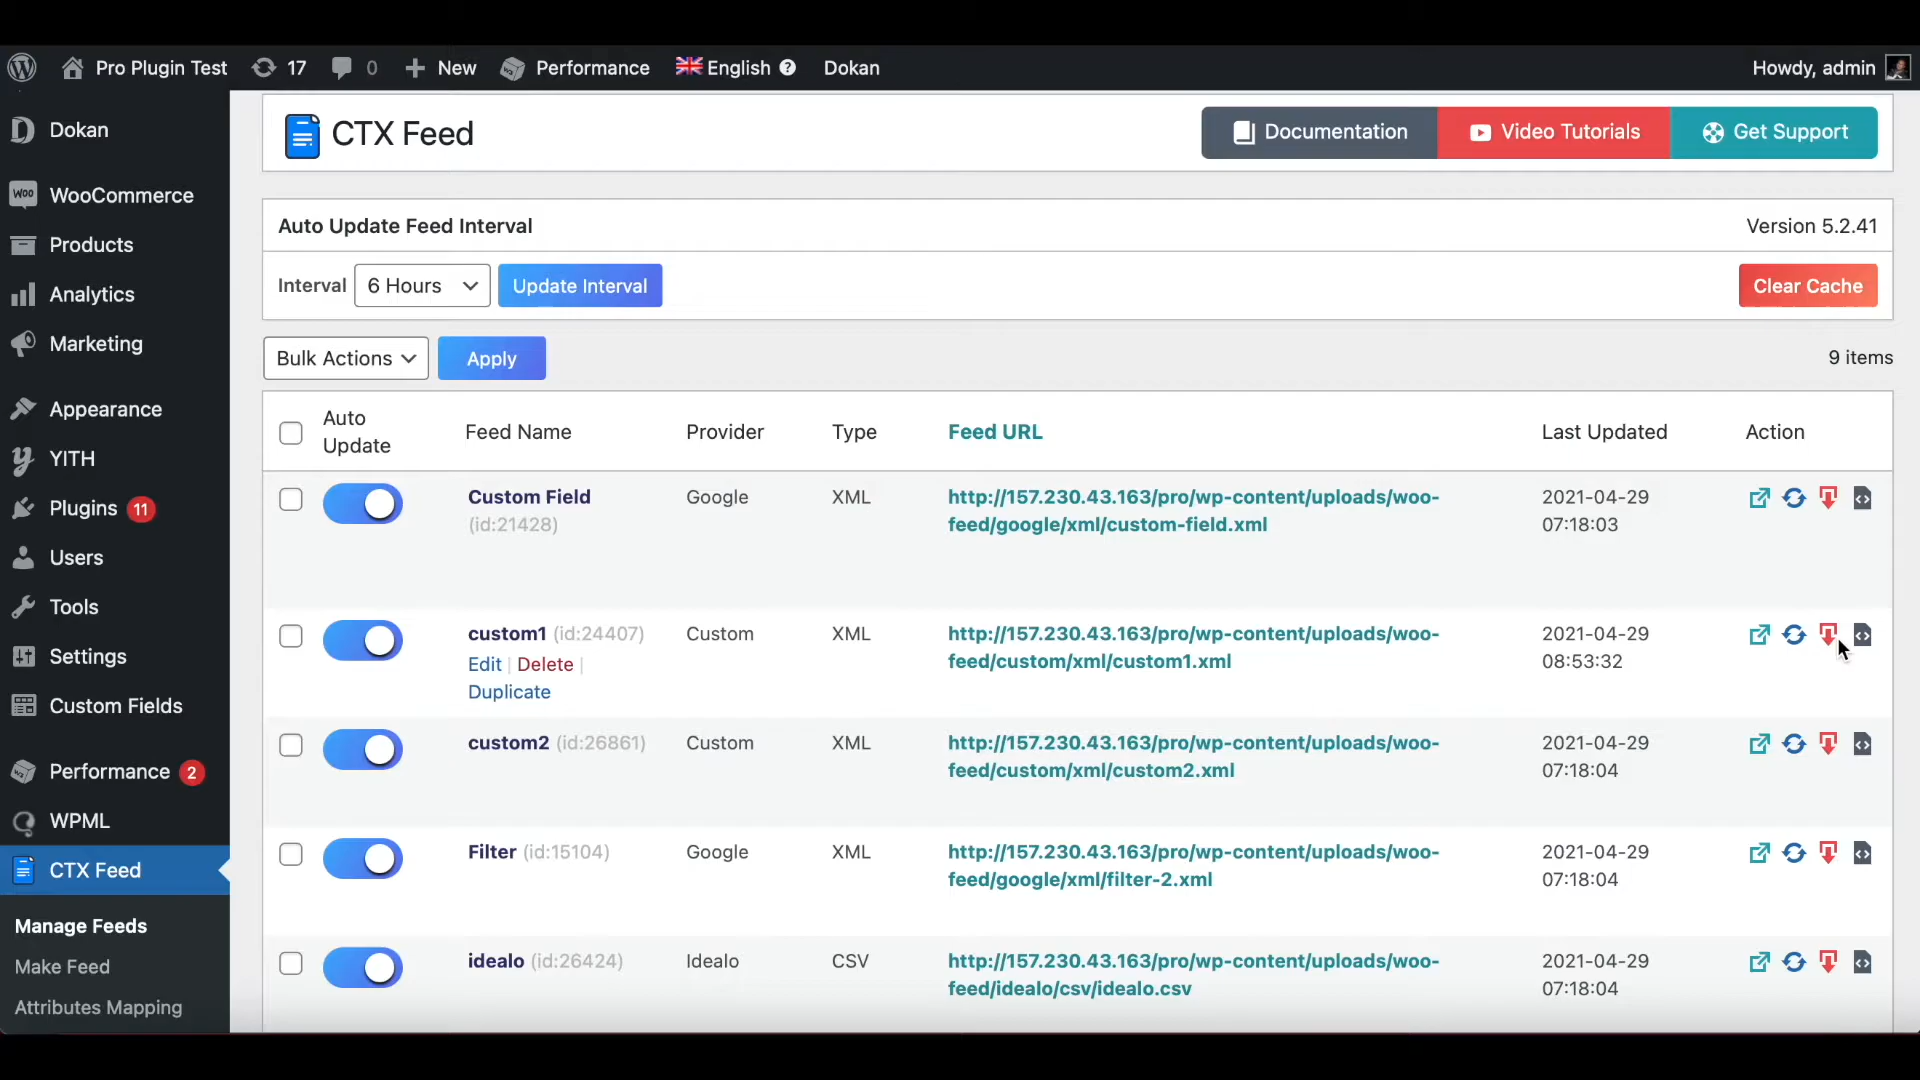 Pro Plugin Test 17 0 New Performance English Dokan Howdy, admin
Dokan
WooCommerce
Products
Analytics
Marketing
Appearance
YITH
Plugins 11
Users
Tools
Settings
Custom Fields
Performance 2
WPML
CTX Feed
Manage Feeds
Make Feed
Attributes Mapping
CTX Feed
Documentation Video Tutorials Get Support
Auto Update Feed Interval Version 5.2.41
Interval 6 Hours Update Interval Clear Cache
Bulk Actions Apply 9 items
Auto
Update Feed Name Provider Type Feed URL Last Updated Action
Custom Field Google XML http://157.230.43.163/pro/wp-content/uploads/woo- 2021-04-29
(id:21428) feed/google/xml/custom-field.xml 07:18:03
custom1 (id:24407) Custom XML http://157.230.43.163/pro/wp-content/uploads/woo- 2021-04-29
Edit | Delete | feed/custom/xml/custom1.xml 08:53:32
Duplicate
custom2 (id:26861) Custom XML http://157.230.43.163/pro/wp-content/uploads/woo- 2021-04-29
feed/custom/xml/custom2.xml 07:18:04
Filter (id:15104) Google XML http://157.230.43.163/pro/wp-content/uploads/woo- 2021-04-29
feed/google/xml/filter-2.xml 07:18:04
idealo (id:26424) Idealo CSV http://157.230.43.163/pro/wp-content/uploads/woo- 2021-04-29
feed/idealo/csv/idealo.csv 07:18:04